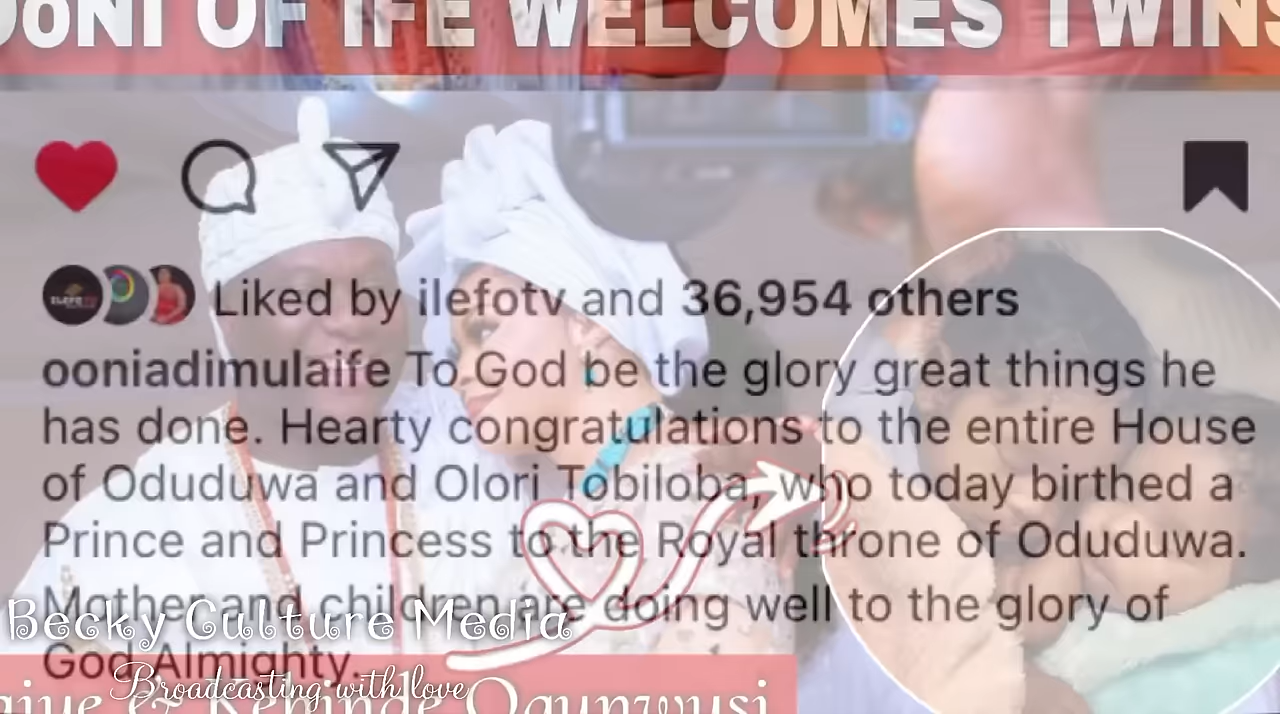 OONI OF IFE WELCOMES TWINS
Liked by ilefotv and 36,954 others
ooniadimulaife To God be the glory great things he
has done. Hearty congratulations to the entire House
of Oduduwa and Olori Tobiloba, who today birthed a
Prince and Princess to the Royal throne of Oduduwa.
Mother and children are doing well to the glory of
God Almighty.
Becky Culture Media
Broadcasting with love
& Kehinde Ogunwusi